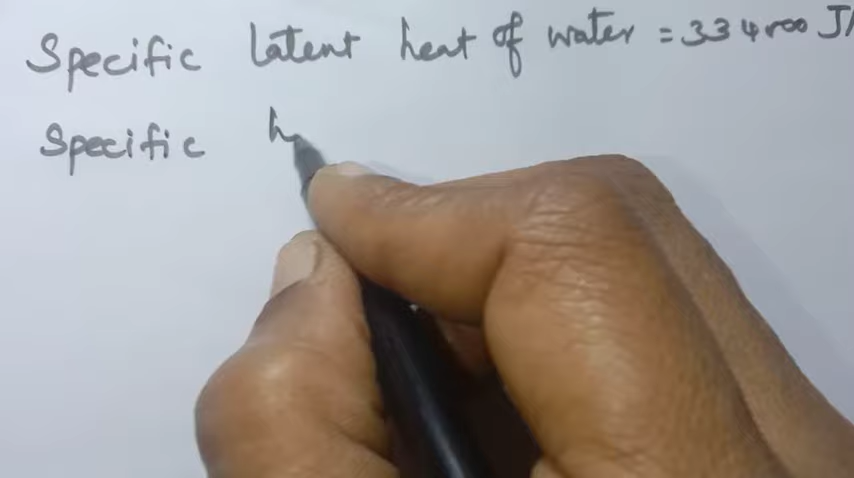 Specific latent heat of water = 334000 J/
Specific h